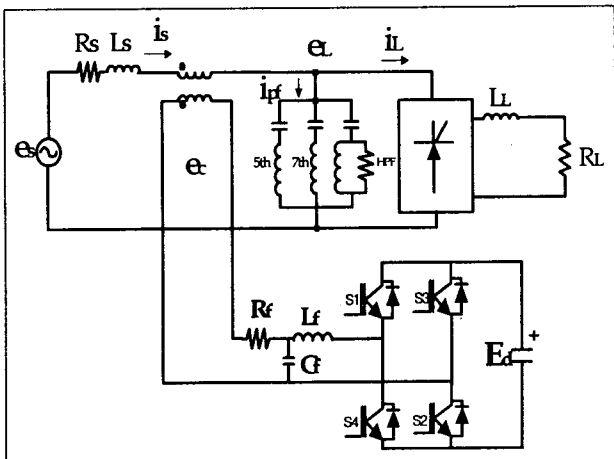 Rs Ls is eL iL
ipf
LL
5th 7th HPF
es ec RL
S1 S3
Rf Lf
Cf Ed +
S4 S2